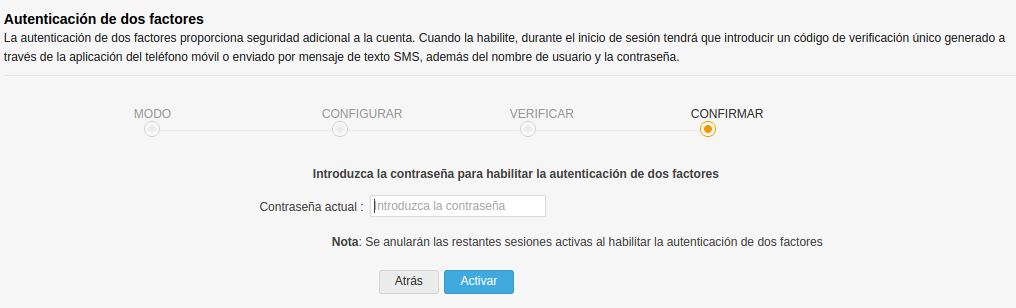 Autenticación de dos factores
La autenticación de dos factores proporciona seguridad adicional a la cuenta. Cuando la habilite, durante el inicio de sesión tendrá que introducir un código de verificación único generado a
través de la aplicación del teléfono móvil o enviado por mensaje de texto SMS, además del nombre de usuario y la contraseña.
MODO CONFIGURAR VERIFICAR CONFIRMAR
Introduzca la contraseña para habilitar la autenticación de dos factores
Contraseña actual : Introduzca la contraseña
Nota: Se anularán las restantes sesiones activas al habilitar la autenticación de dos factores
Atrás Activar